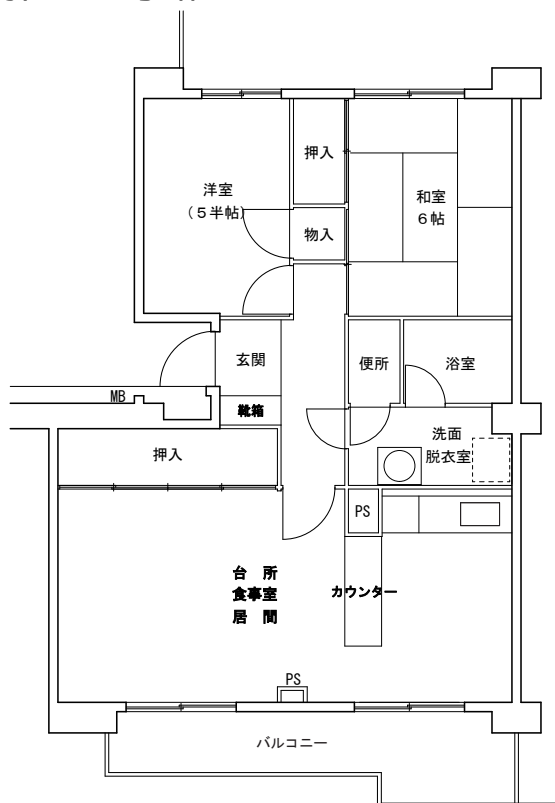 押入
洋室
（５半帖）
和室
６帖
物入
玄関
便所
浴室
MB
靴箱
洗面
脱衣室
押入
PS
台　所
食事室
居　間
カウンター
PS
バルコニー